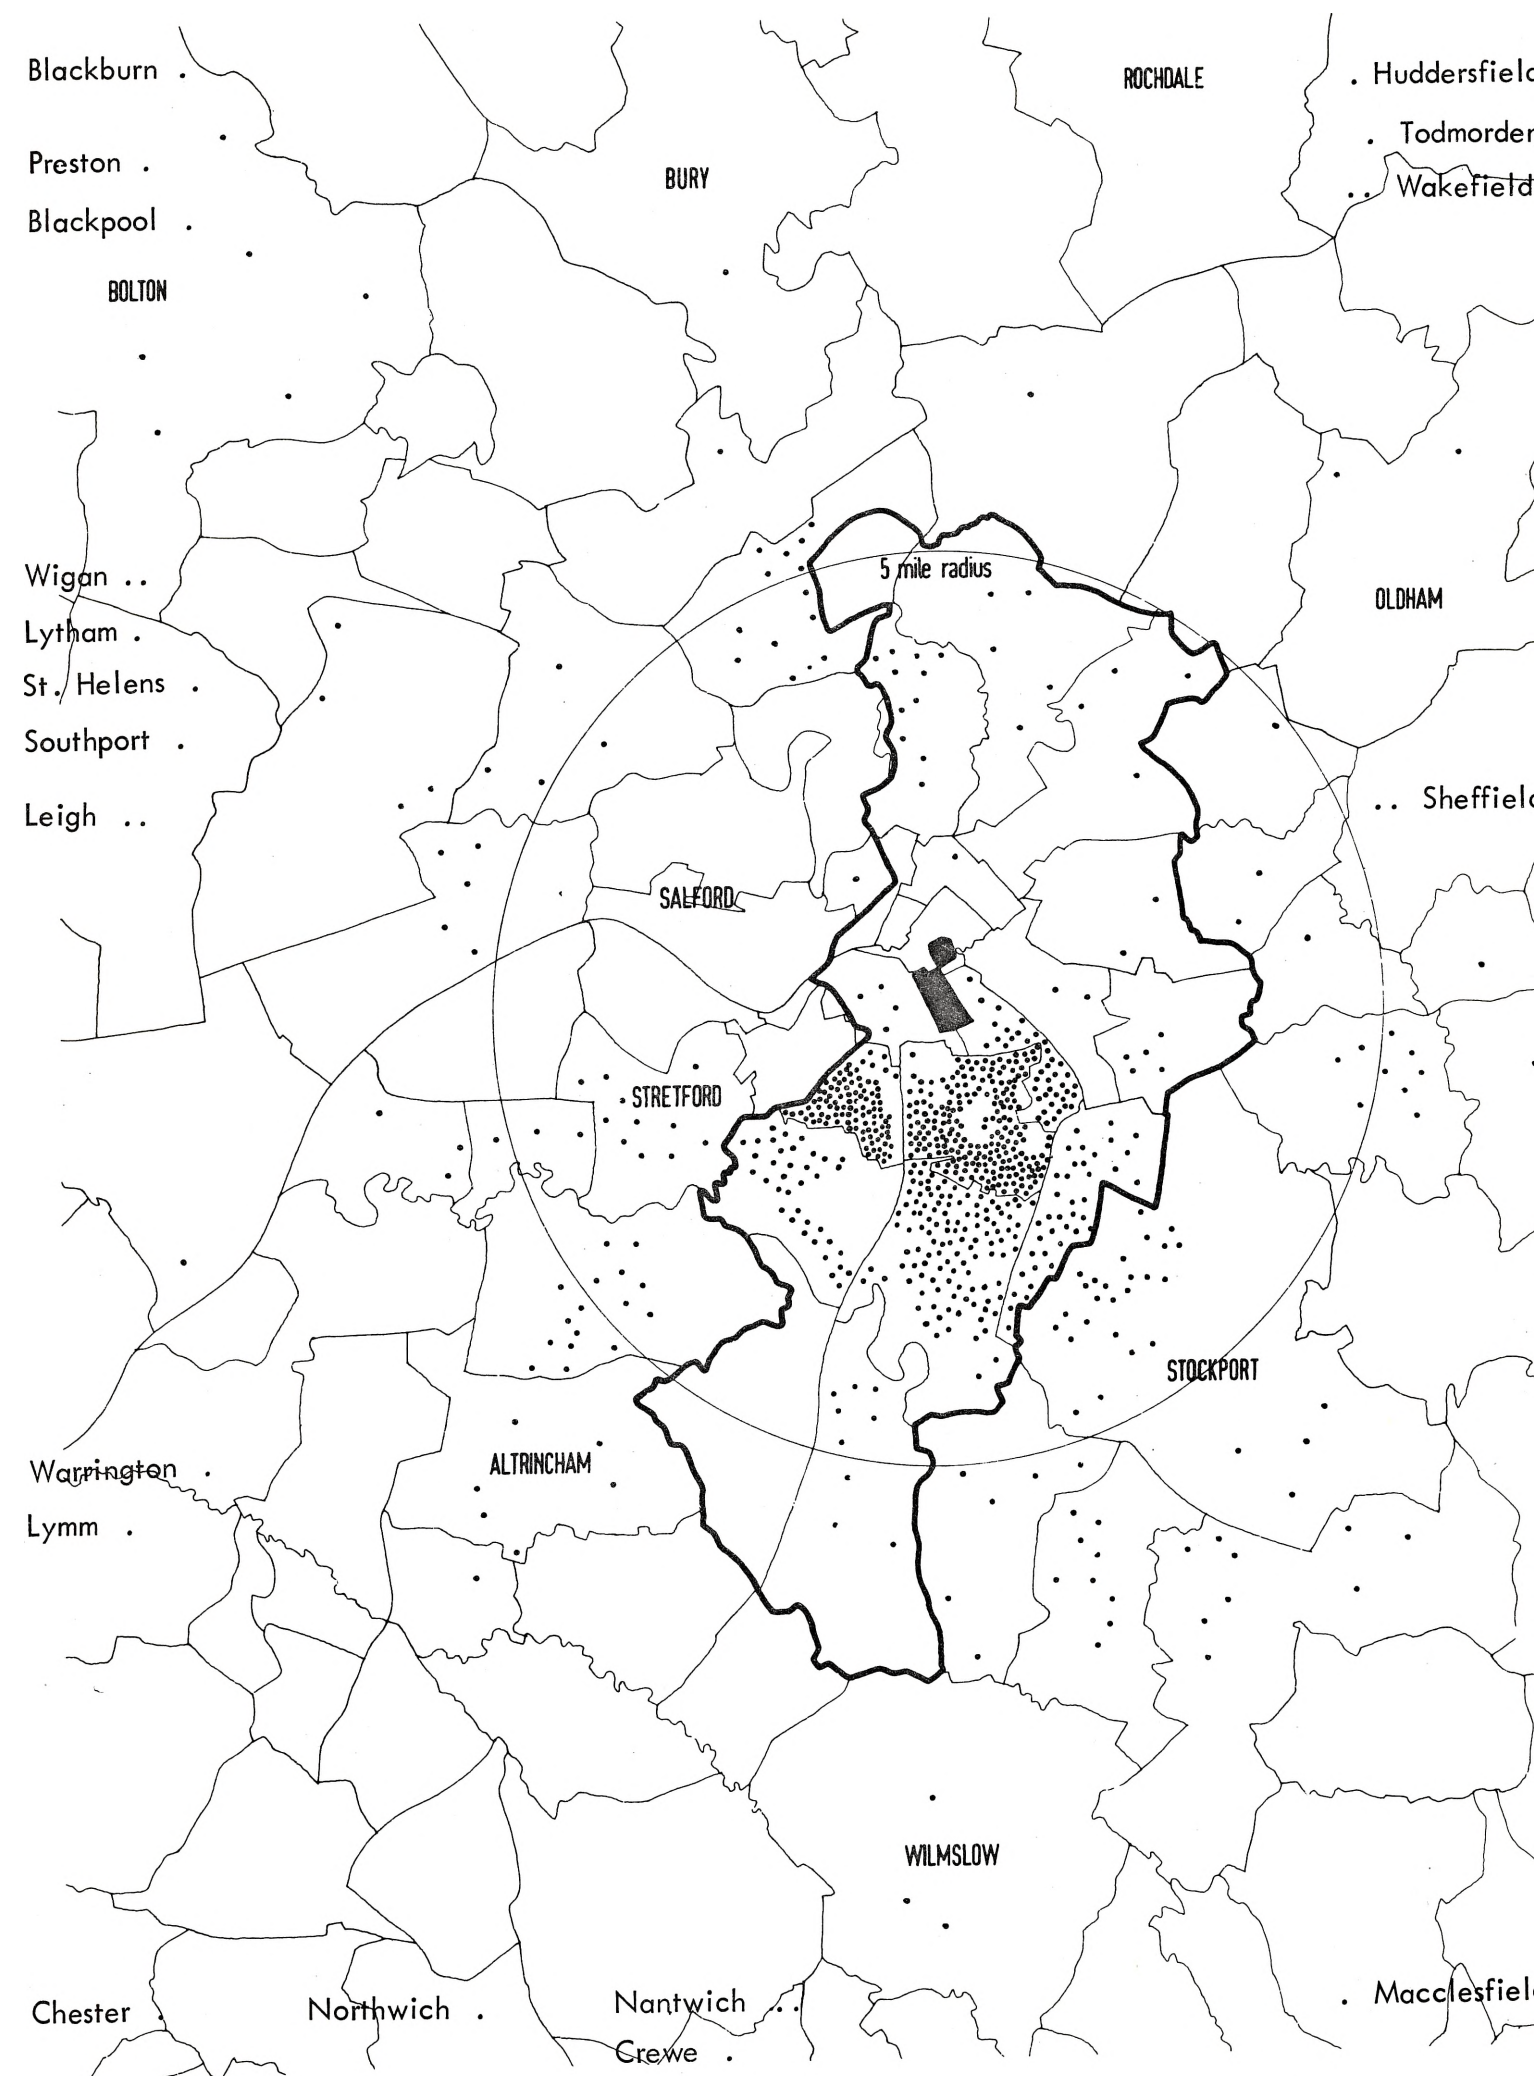 Blackburn .
ROCHDALE
. Huddersfield
. Todmorden
Preston .
BURY
.. Wakefield
Blackpool .
BOLTON
5 mile radius
Wigan ..
OLDHAM
Lytham .
St. Helens .
Southport .
.. Sheffield
Leigh ..
SALFORD
STRETFORD
STOCKPORT
ALTRINCHAM
Warrington .
Lymm .
WILMSLOW
Chester .
Northwich .
Nantwich ..
. Macclesfield
Crewe .